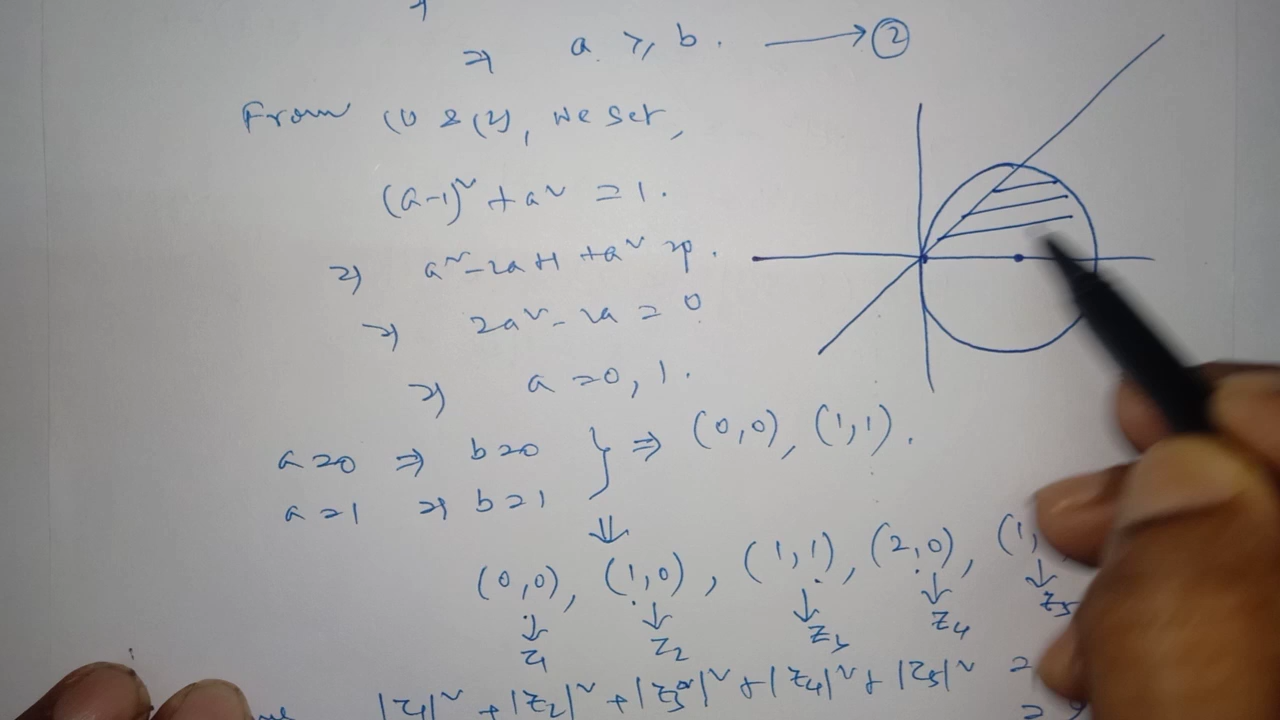 ⇒ a ≥ b. → ②
From (1) & (2), we get,
(a-1)² + a² = 1.
⇒ a² - 2a + 1 + a² = 1.
⇒ 2a² - 2a = 0
⇒ a = 0, 1.
a = 0 ⇒ b = 0
a = 1 ⇒ b = 1 } ⇒ (0,0), (1,1).
⇓
(0,0), (1,0), (1,1), (2,0), (1,
↓ ↓ ↓ ↓ ↓
z1 z2 z3 z4 z5
|z1|² + |z2|² + |z3|² + |z4|² + |z5|² =
=